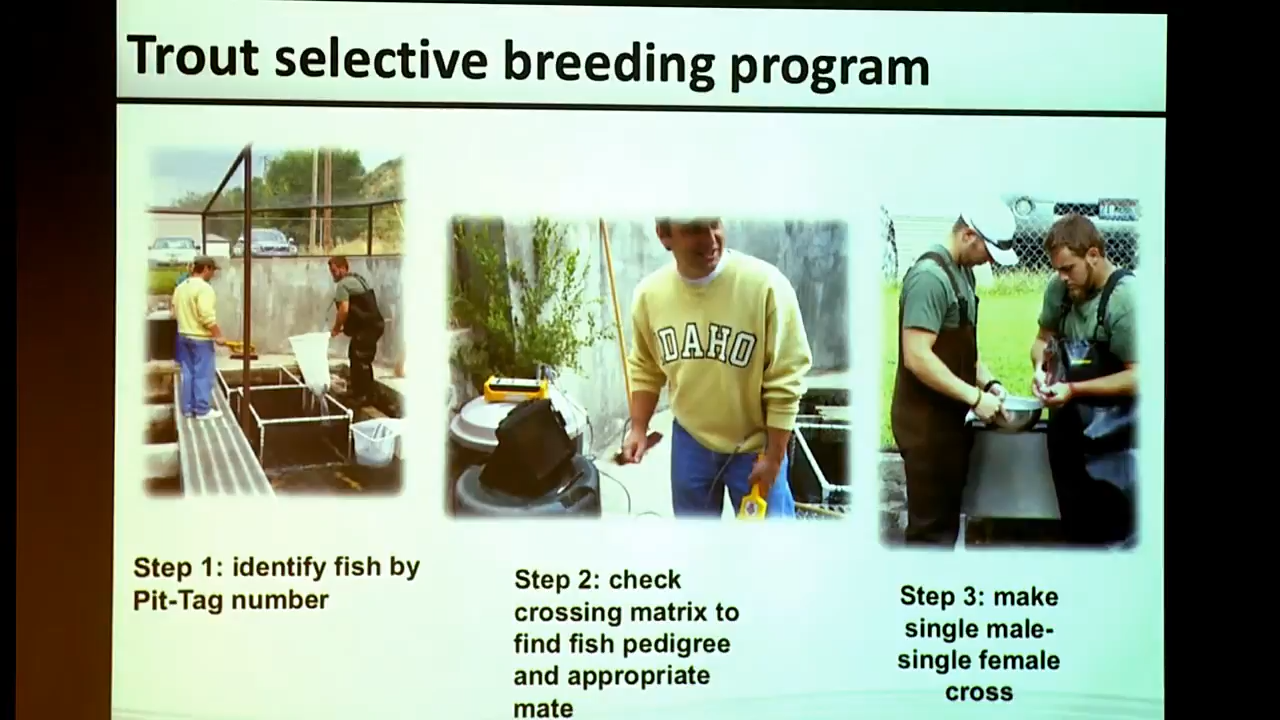 Trout selective breeding program
IDAHO
Step 1: identify fish by
Pit-Tag number
Step 2: check
crossing matrix to
find fish pedigree
and appropriate
mate
Step 3: make
single male-
single female
cross